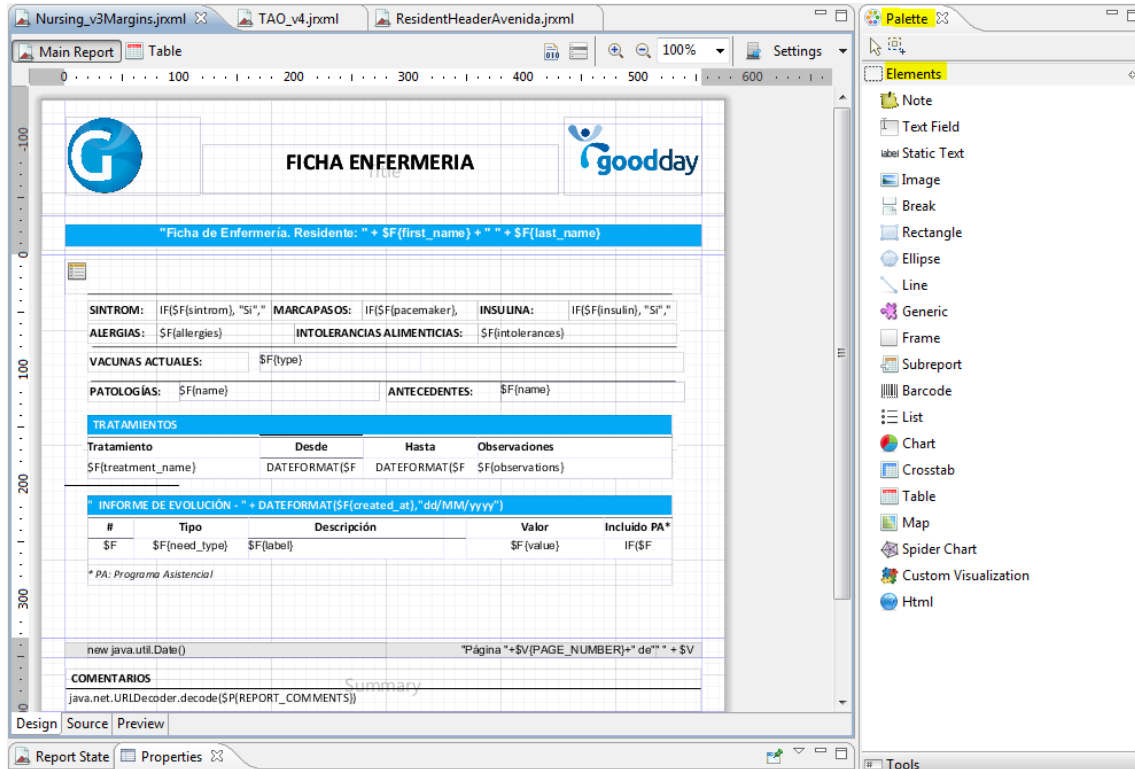 Nursing_v3Margins.jrxml TAO_v4.jrxml ResidentHeaderAvenida.jrxml
Main Report Table 100% Settings
0 100 200 300 400 500 600
-100
0
100
200
300
G
FICHA ENFERMERIA
Title
goodday
"Ficha de Enfermería. Residente: " + $F{first_name} + " " + $F{last_name}
SINTROM: IF($F{sintrom}, "Si"," MARCAPASOS: IF($F{pacemaker}, INSULINA: IF($F{insulin}, "Si","
ALERGIAS: $F{allergies} INTOLERANCIAS ALIMENTICIAS: $F{intolerances}
VACUNAS ACTUALES: $F{type}
PATOLOGÍAS: $F{name} ANTECEDENTES: $F{name}
TRATAMIENTOS
Tratamiento Desde Hasta Observaciones
$F{treatment_name} DATEFORMAT($F DATEFORMAT($F $F{observations}
" INFORME DE EVOLUCIÓN - " + DATEFORMAT($F{created_at},"dd/MM/yyyy")
# Tipo Descripción Valor Incluido PA*
$F $F{need_type} $F{label} $F{value} IF($F
* PA: Programa Asistencial
new java.util.Date() "Página "+$V{PAGE_NUMBER}+" de"" " + $V
COMENTARIOS
Summary
java.net.URLDecoder.decode($P{REPORT_COMMENTS})
Design Source Preview
Report State Properties
Palette
Elements
Note
Text Field
label Static Text
Image
Break
Rectangle
Ellipse
Line
Generic
Frame
Subreport
Barcode
List
Chart
Crosstab
Table
Map
Spider Chart
Custom Visualization
Html
Tools